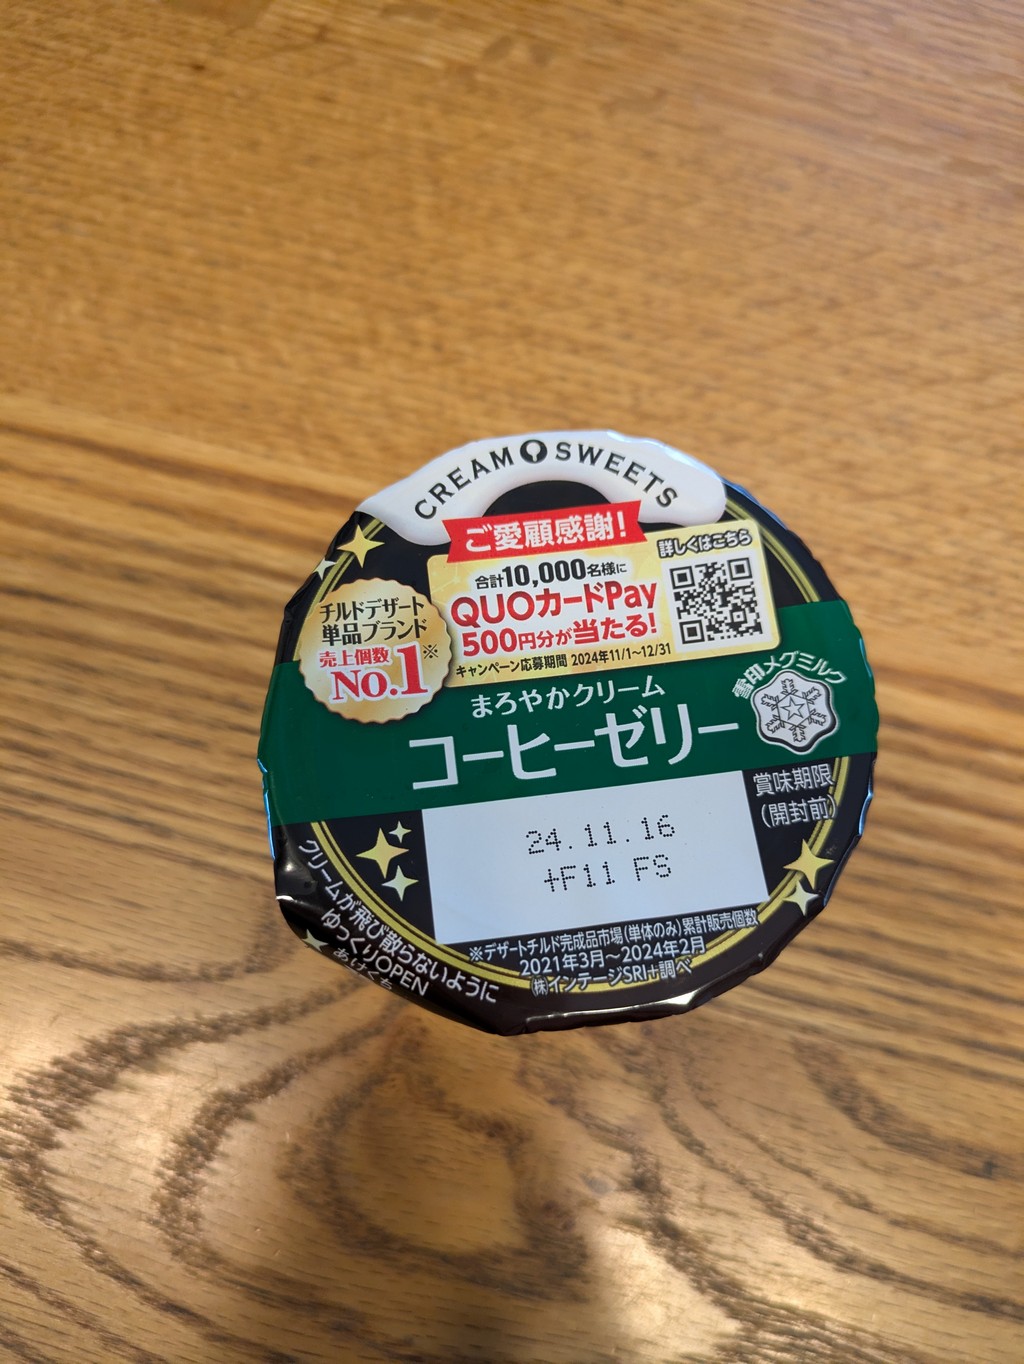 CREAM SWEETS
ご愛顧感謝!
合計10,000名様に
QUOカードPay
500円分が当たる!
キャンペーン応募期間 2024年11/1~12/31
詳しくはこちら
チルドデザート
単品ブランド
売上個数
No.1※
雪印メグミルク
まろやかクリーム
コーヒーゼリー
賞味期限
(開封前)
24.11.16
+F11 FS
※デザートチルド完成品市場(単体のみ)累計販売個数
2021年3月~2024年2月
㈱インテージSRI+調べ
クリームが飛び散らないように
ゆっくりOPEN
あけくち